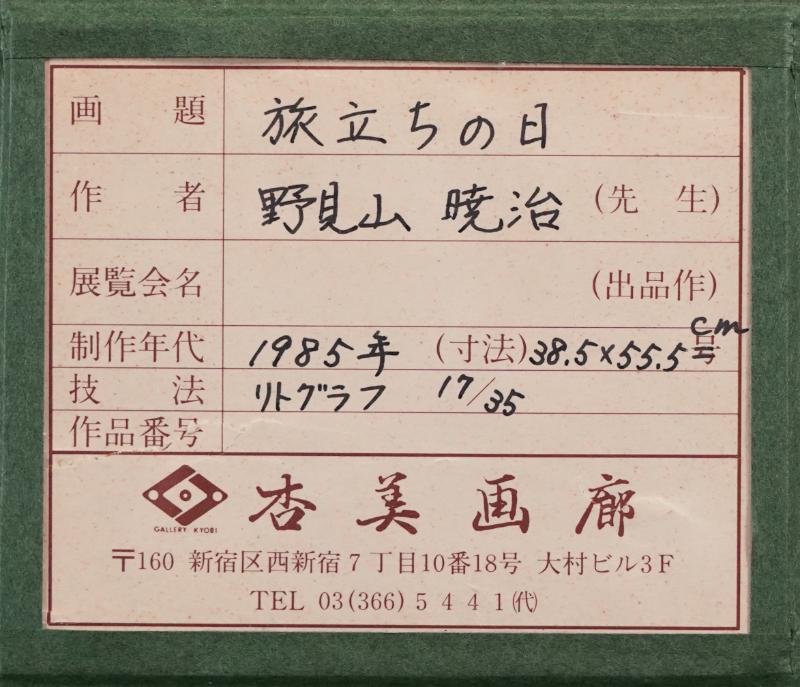 画題 旅立ちの日
作者 野見山 暁治 (先生)
展覧会名 (出品作)
制作年代 1985年 (寸法) 38.5×55.5 cm 号
技法 リトグラフ 17/35
作品番号
GALLERY KYOBI 杏美画廊
〒160 新宿区西新宿7丁目10番18号 大村ビル3F
TEL 03(366)5441(代)